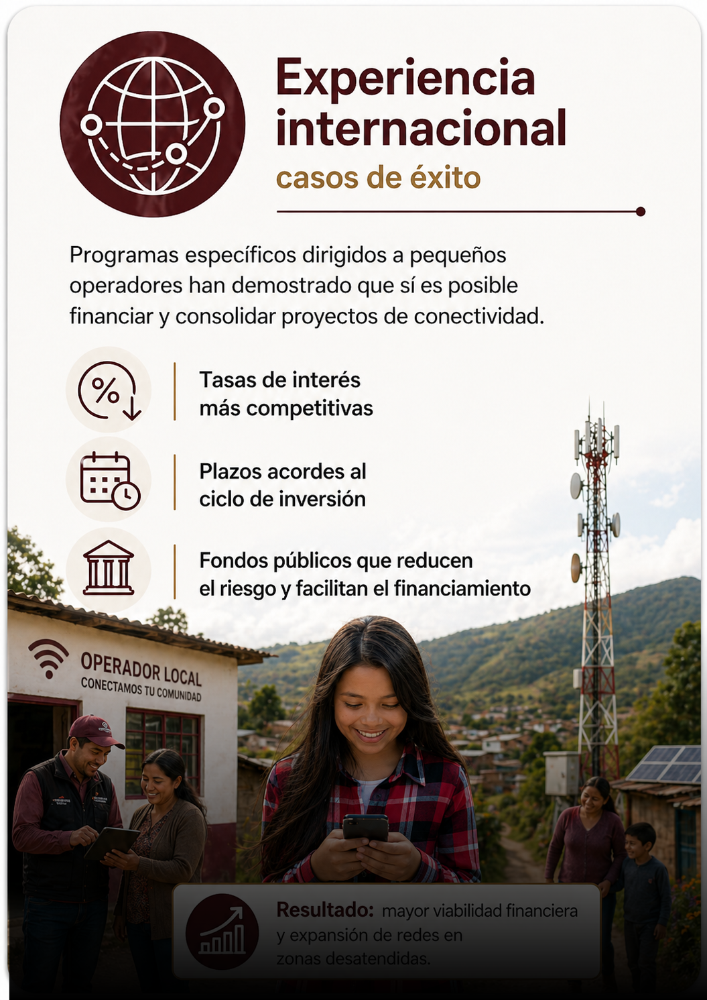 Experiencia
internacional
casos de éxito
Programas específicos dirigidos a pequeños
operadores han demostrado que sí es posible
financiar y consolidar proyectos de conectividad.
%
Tasas de interés
más competitivas
Plazos acordes al
ciclo de inversión
Fondos públicos que reducen
el riesgo y facilitan el financiamiento
OPERADOR LOCAL
CONECTAMOS TU COMUNIDAD
Resultado: mayor viabilidad financiera
y expansión de redes en
zonas desatendidas.